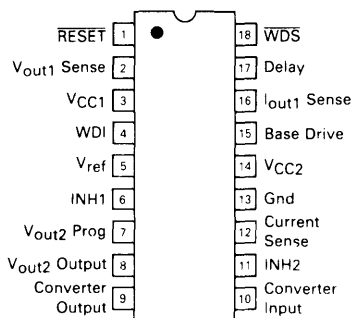 RESET 1
Vout1 Sense 2
VCC1 3
WDI 4
Vref 5
INH1 6
Vout2 Prog 7
Vout2 Output 8
Converter
Output 9
18 WDS
17 Delay
16 Iout1 Sense
15 Base Drive
14 VCC2
13 Gnd
12 Current
Sense
11 INH2
10 Converter
Input